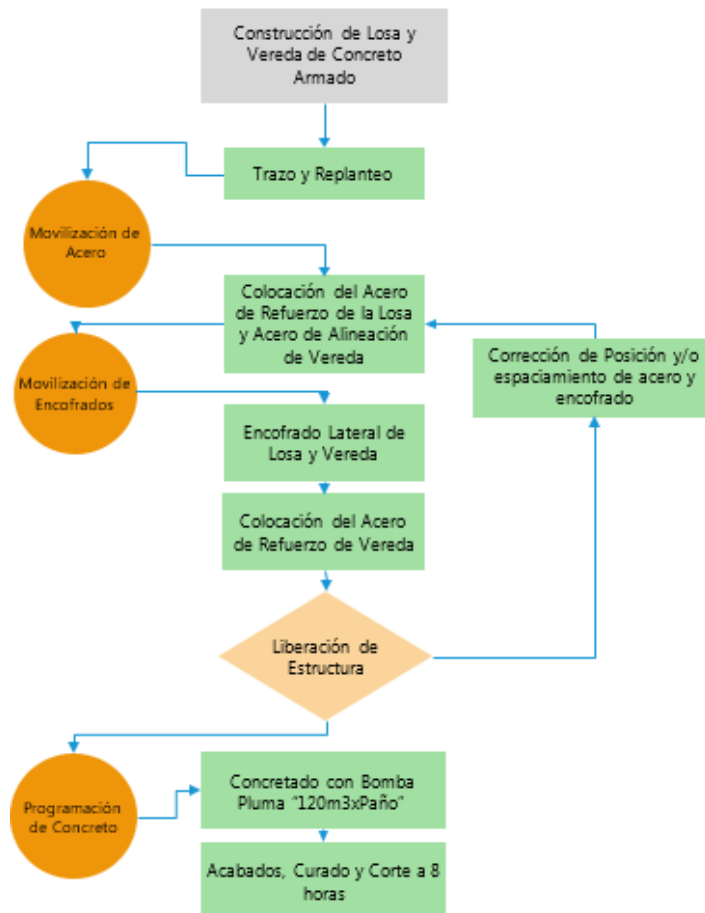 Construcción de Losa y
Vereda de Concreto
Armado
Trazo y Replanteo
Movilización de
Acero
Colocación del Acero
de Refuerzo de la Losa
y Acero de Alineación
de Vereda
Corrección de Posición y/o
espaciamiento de acero y
encofrado
Movilización de
Encofrados
Encofrado Lateral de
Losa y Vereda
Colocación del Acero
de Refuerzo de Vereda
Liberación de
Estructura
Programación
de Concreto
Concretado con Bomba
Pluma “120m3xPaño”
Acabados, Curado y Corte a 8
horas